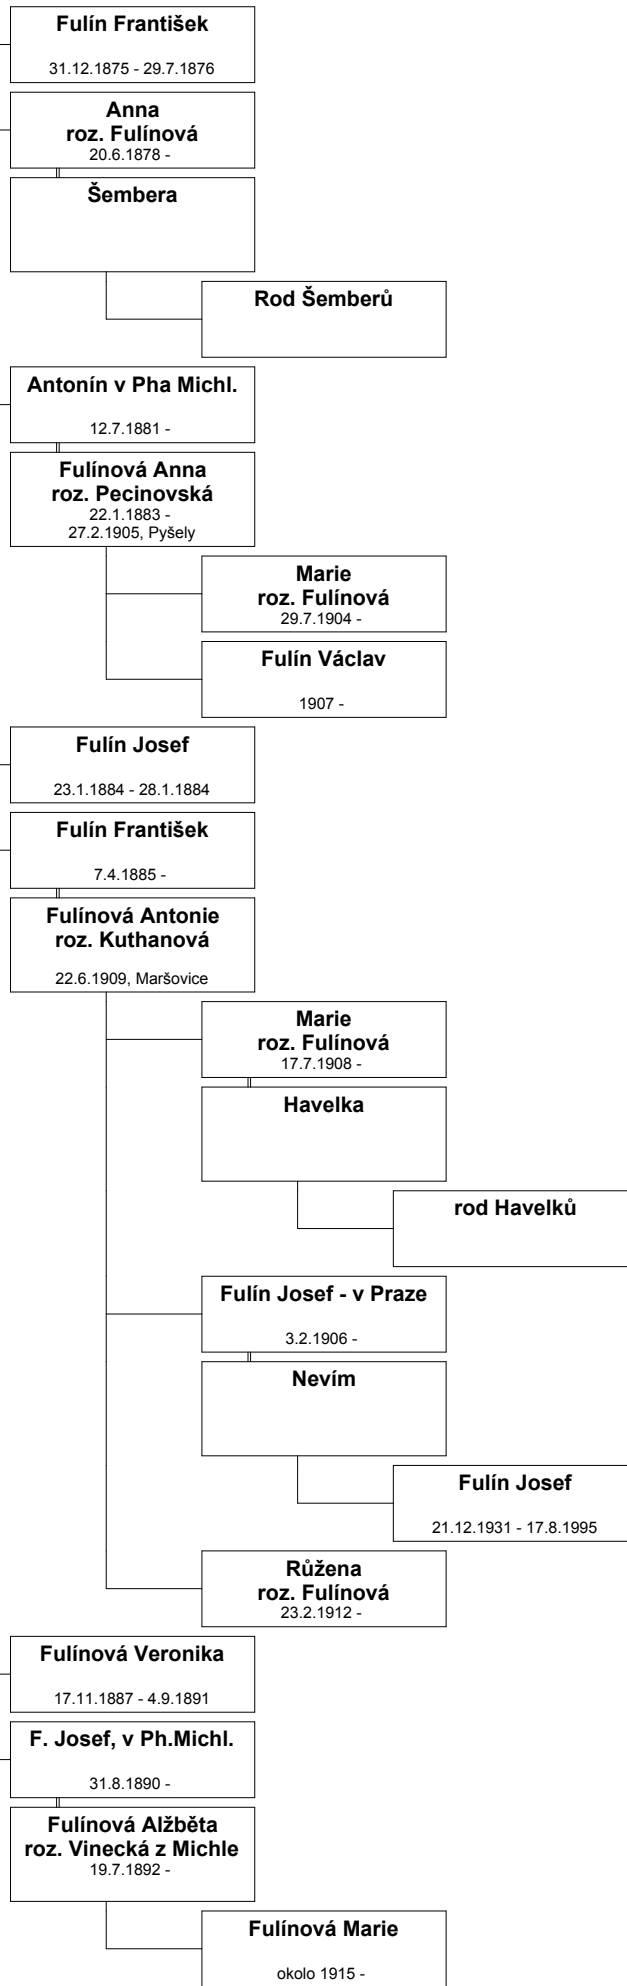 Fulín František
31.12.1875 - 29.7.1876
Anna
roz. Fulínová
20.6.1878 -
Šembera
Rod Šemberů
Antonín v Pha Michl.
12.7.1881 -
Fulínová Anna
roz. Pecinovská
22.1.1883 -
27.2.1905, Pyšely
Marie
roz. Fulínová
29.7.1904 -
Fulín Václav
1907 -
Fulín Josef
23.1.1884 - 28.1.1884
Fulín František
7.4.1885 -
Fulínová Antonie
roz. Kuthanová
22.6.1909, Maršovice
Marie
roz. Fulínová
17.7.1908 -
Havelka
rod Havelků
Fulín Josef - v Praze
3.2.1906 -
Nevím
Fulín Josef
21.12.1931 - 17.8.1995
Růžena
roz. Fulínová
23.2.1912 -
Fulínová Veronika
17.11.1887 - 4.9.1891
F. Josef, v Ph.Michl.
31.8.1890 -
Fulínová Alžběta
roz. Vinecká z Michle
19.7.1892 -
Fulínová Marie
okolo 1915 -